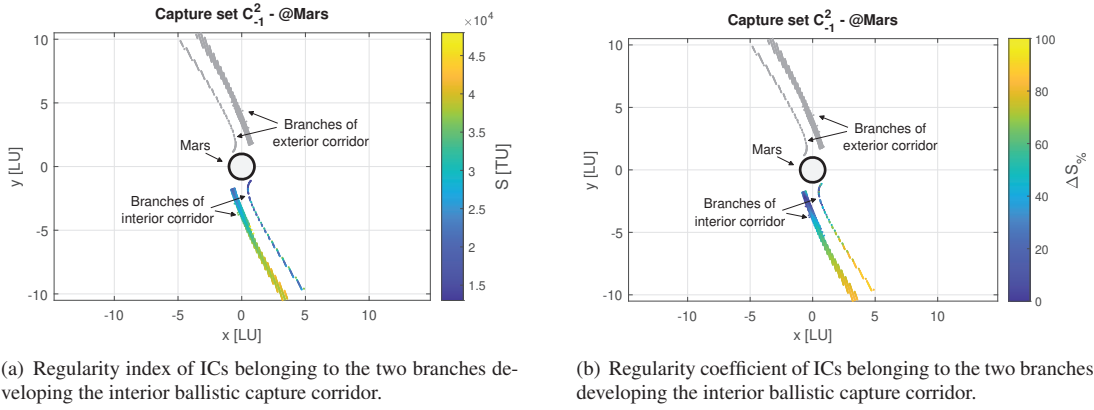 Capture set C²₋₁ - @Mars
×10⁴
10
5
0
-5
-10
y [LU]
Branches of
exterior corridor
Mars
Branches of
interior corridor
-10
-5
0
5
10
x [LU]
4.5
4
3.5
3
2.5
2
1.5
S [TU]
(a) Regularity index of ICs belonging to the two branches de-
veloping the interior ballistic capture corridor.
Capture set C²₋₁ - @Mars
10
5
0
-5
-10
y [LU]
Branches of
exterior corridor
Mars
Branches of
interior corridor
-10
-5
0
5
10
x [LU]
100
80
60
40
20
0
ΔS%
(b) Regularity coefficient of ICs belonging to the two branches
developing the interior ballistic capture corridor.